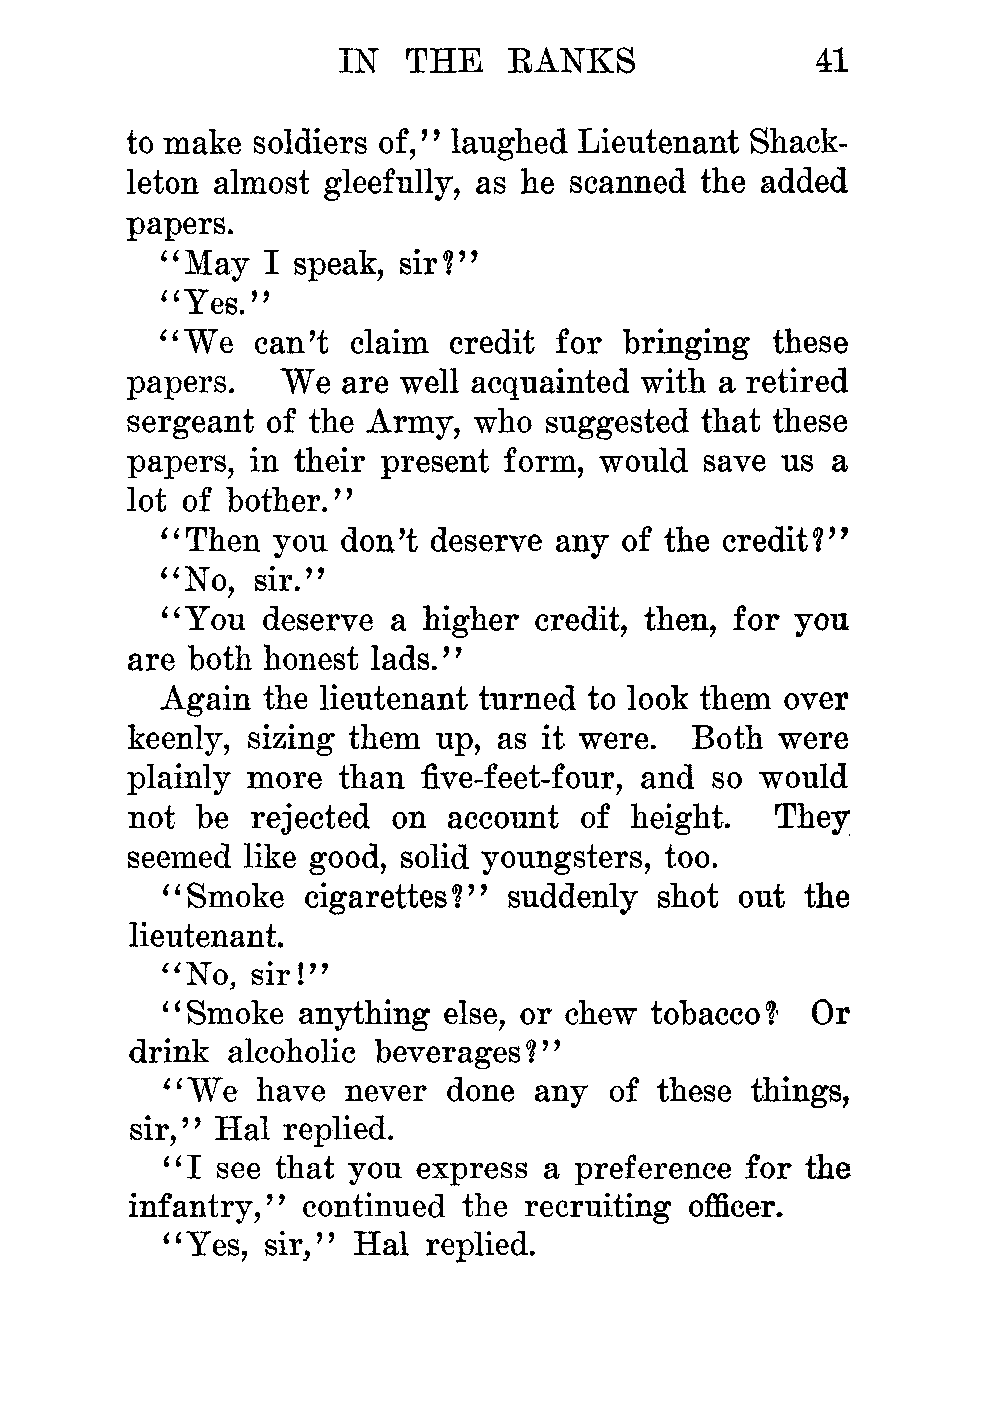 IN THE RANKS 41
to make soldiers of,'' laughed Lieutenant Shack-
leton almost gleefully, as he scanned the added
papers.
''May I speak, sir?''
''Yes.''
''We can't claim credit for bringing these
papers. We are well acquainted with a retired
sergeant of the Army, who suggested that these
papers, in their present form, would save us a
lot of bother.''
''Then you don't deserve any of the credit?''
''No, sir.''
''You deserve a higher credit, then, for you
are both honest lads.''
Again the lieutenant turned to look them over
keenly, sizing them up, as it were. Both were
plainly more than five-feet-four, and so would
not be rejected on account of height. They
seemed like good, solid youngsters, too.
''Smoke cigarettes?'' suddenly shot out the
lieutenant.
''No, sir!''
''Smoke anything else, or chew tobacco? Or
drink alcoholic beverages?''
''We have never done any of these things,
sir,'' Hal replied.
''I see that you express a preference for the
infantry,'' continued the recruiting officer.
''Yes, sir,'' Hal replied.